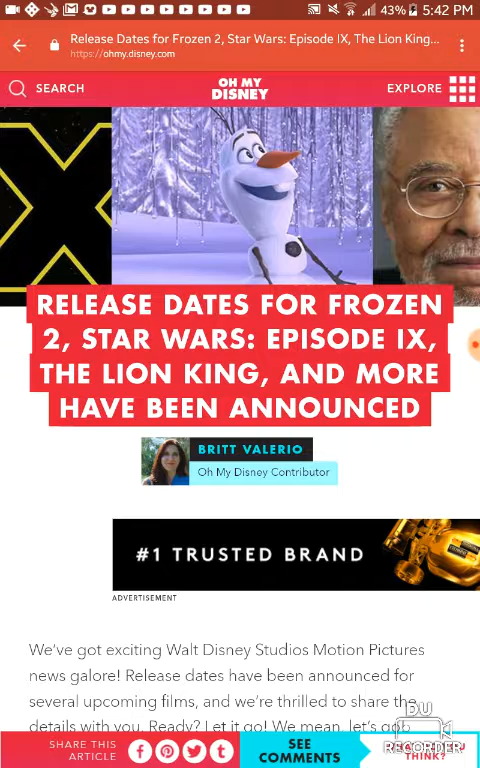 43% 5:42 PM
Release Dates for Frozen 2, Star Wars: Episode IX, The Lion King...
https://ohmy.disney.com
SEARCH
OH MY
DISNEY
EXPLORE
RELEASE DATES FOR FROZEN
2, STAR WARS: EPISODE IX,
THE LION KING, AND MORE
HAVE BEEN ANNOUNCED
BRITT VALERIO
Oh My Disney Contributor
#1 TRUSTED BRAND
ADVERTISEMENT
We've got exciting Walt Disney Studios Motion Pictures
news galore! Release dates have been announced for
several upcoming films, and we're thrilled to share the
details with you. Ready? Let it go! We mean, let's go!
SHARE THIS
ARTICLE
SEE
COMMENTS
THINK?
DU
RECORDER